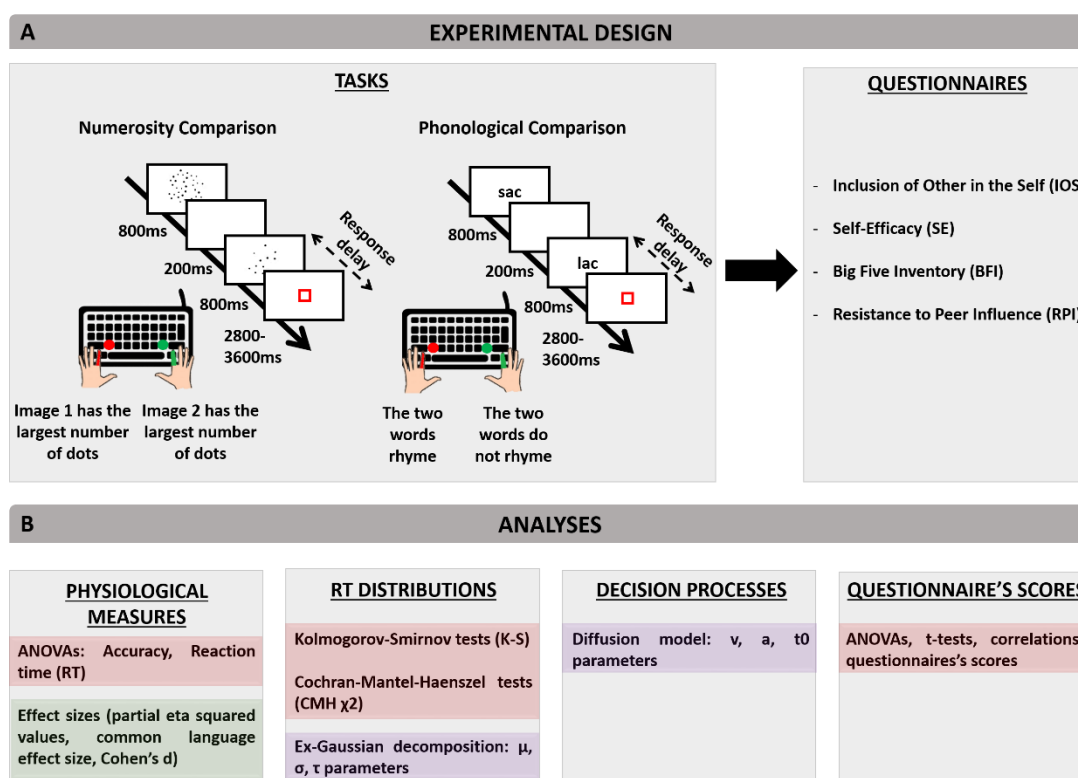 A
EXPERIMENTAL DESIGN
TASKS
Numerosity Comparison
800ms
200ms
800ms
2800-
3600ms
Response
delay
Image 1 has the
largest number
of dots
Image 2 has the
largest number
of dots
Phonological Comparison
sac
lac
800ms
200ms
800ms
2800-
3600ms
Response
delay
The two
words
rhyme
The two
words do
not rhyme
QUESTIONNAIRES
- Inclusion of Other in the Self (IOS
- Self-Efficacy (SE)
- Big Five Inventory (BFI)
- Resistance to Peer Influence (RPI)
B
ANALYSES
PHYSIOLOGICAL
MEASURES
ANOVAs: Accuracy, Reaction
time (RT)
Effect sizes (partial eta squared
values, common language
effect size, Cohen's d)
RT DISTRIBUTIONS
Kolmogorov-Smirnov tests (K-S)
Cochran-Mantel-Haenszel tests
(CMH χ2)
Ex-Gaussian decomposition: μ,
σ, τ parameters
DECISION PROCESSES
Diffusion model: v, a, t0
parameters
QUESTIONNAIRE'S SCORES
ANOVAs, t-tests, correlations
questionnaires's scores